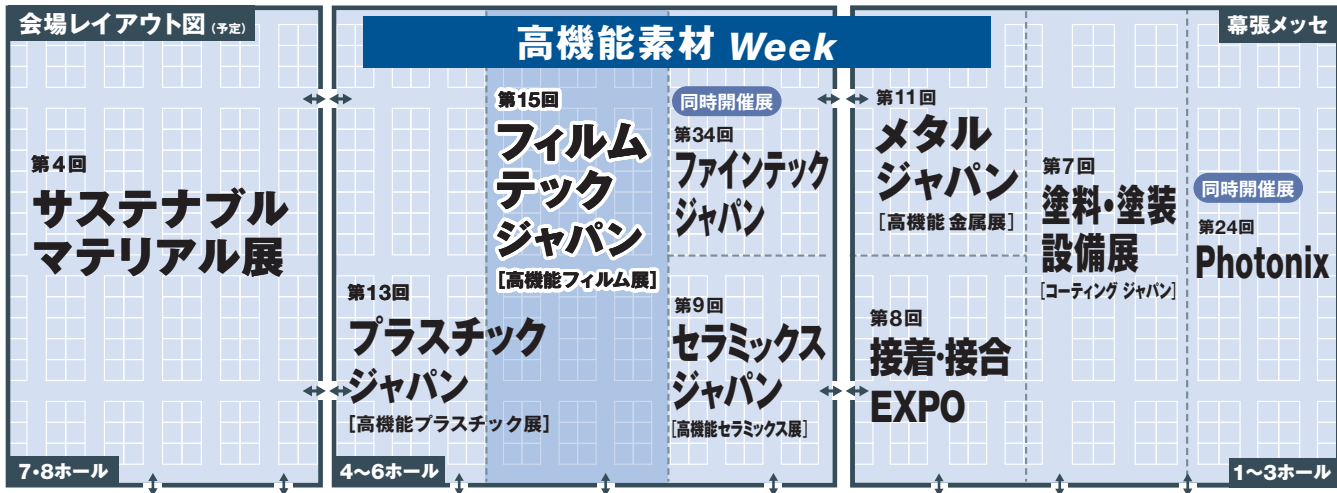 会場レイアウト図(予定)
高機能素材 Week
幕張メッセ
第4回
サステナブル
マテリアル展
7・8ホール
第13回
プラスチック
ジャパン
[高機能プラスチック展]
第15回
フィルム
テック
ジャパン
[高機能フィルム展]
同時開催展
第34回
ファインテック
ジャパン
第9回
セラミックス
ジャパン
[高機能セラミックス展]
4〜6ホール
第11回
メタル
ジャパン
[高機能 金属展]
第8回
接着・接合
EXPO
第7回
塗料・塗装
設備展
[コーティング ジャパン]
同時開催展
第24回
Photonix
1〜3ホール